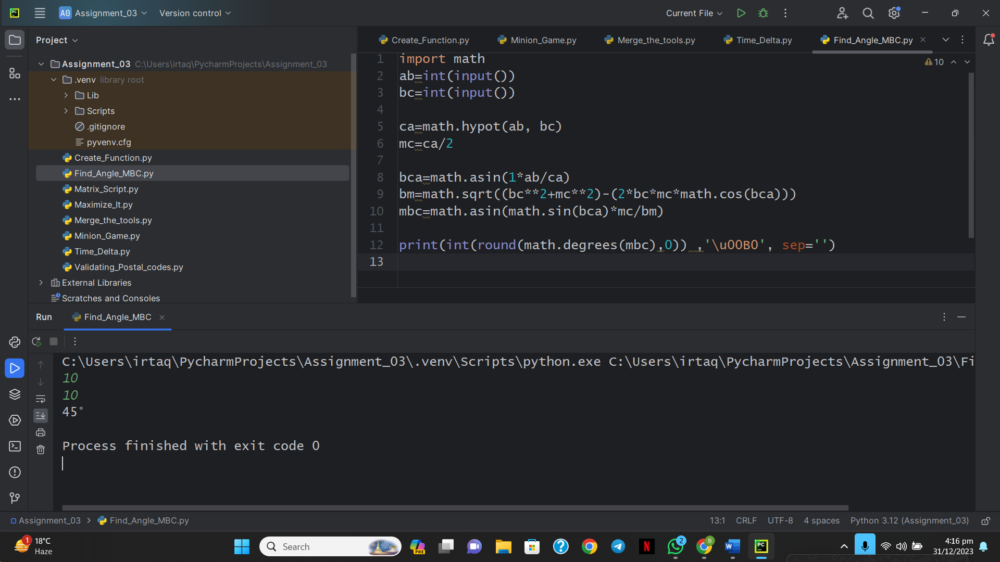 PC
A0 Assignment_03 Version control Current File
Project
Create_Function.py Minion_Game.py Merge_the_tools.py Time_Delta.py Find_Angle_MBC.py
Assignment_03 C:\Users\irtaq\PycharmProjects\Assignment_03
.venv library root
Lib
Scripts
.gitignore
pyvenv.cfg
Create_Function.py
Find_Angle_MBC.py
Matrix_Script.py
Maximize_It.py
Merge_the_tools.py
Minion_Game.py
Time_Delta.py
Validating_Postal_codes.py
External Libraries
Scratches and Consoles
10
1 import math
2 ab=int(input())
3 bc=int(input())
4
5 ca=math.hypot(ab, bc)
6 mc=ca/2
7
8 bca=math.asin(1*ab/ca)
9 bm=math.sqrt((bc**2+mc**2)-(2*bc*mc*math.cos(bca)))
10 mbc=math.asin(math.sin(bca)*mc/bm)
11
12 print(int(round(math.degrees(mbc),0)) ,'\u00B0', sep='')
13
Run Find_Angle_MBC
C:\Users\irtaq\PycharmProjects\Assignment_03\.venv\Scripts\python.exe C:\Users\irtaq\PycharmProjects\Assignment_03\Fi
10
10
45°
Process finished with exit code 0
Assignment_03 Find_Angle_MBC.py 13:1 CRLF UTF-8 4 spaces Python 3.12 (Assignment_03)
1 18°C
Haze
Search
PRE
N
2
B
W
PC
4:16 pm
31/12/2023